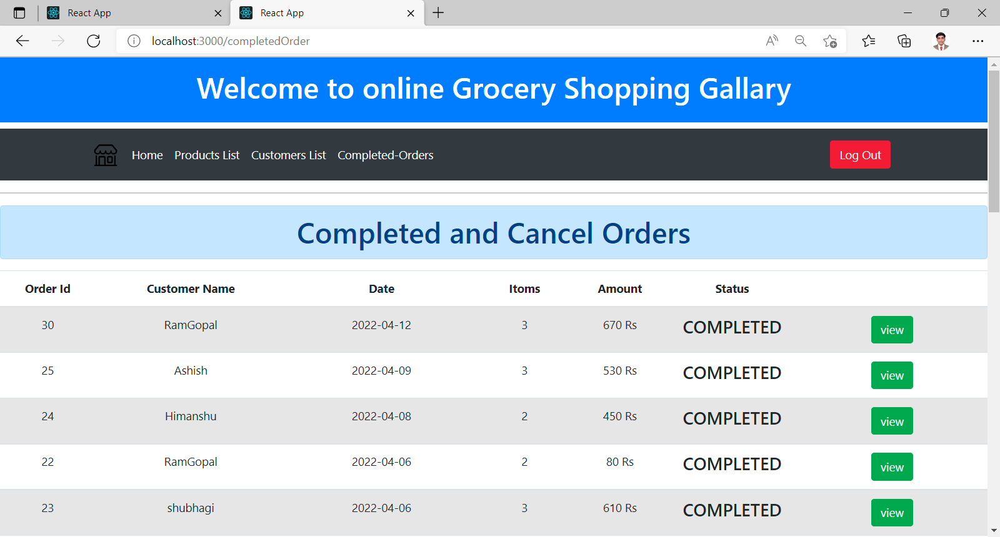 React App
React App
localhost:3000/completedOrder
Welcome to online Grocery Shopping Gallary
Home Products List Customers List Completed-Orders Log Out
Completed and Cancel Orders
Order Id Customer Name Date Itoms Amount Status
30 RamGopal 2022-04-12 3 670 Rs COMPLETED view
25 Ashish 2022-04-09 3 530 Rs COMPLETED view
24 Himanshu 2022-04-08 2 450 Rs COMPLETED view
22 RamGopal 2022-04-06 2 80 Rs COMPLETED view
23 shubhagi 2022-04-06 3 610 Rs COMPLETED view